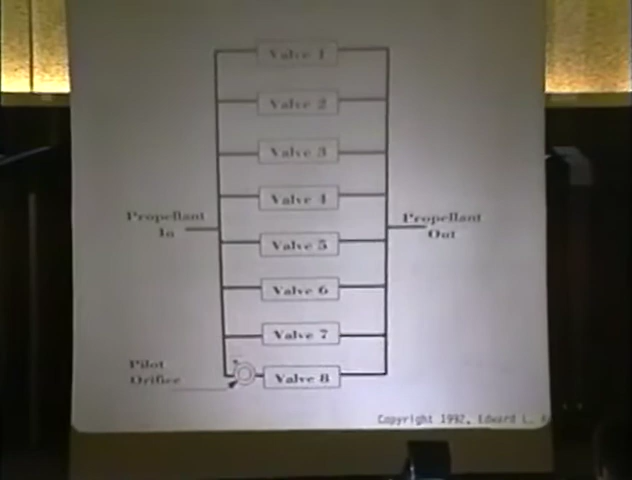 Valve 1
Valve 2
Valve 3
Valve 4
Propellant
In
Propellant
Out
Valve 5
Valve 6
Valve 7
Pilot
Orifice
Valve 8
Copyright 1992, Edward L.